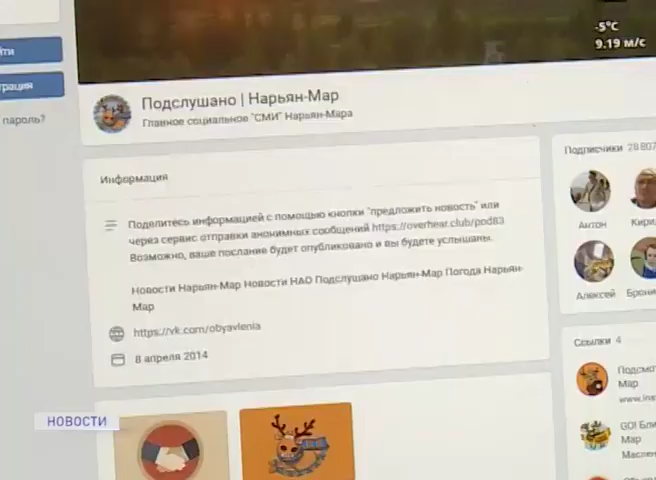 -5°C
9.19 м/с
йти
трация
пароль?
Подслушано | Нарьян-Мар
Главное социальное "СМИ" Нарьян-Мара
Информация
Поделитесь информацией с помощью кнопки "предложить новость" или
через сервис отправки анонимных сообщений https://overhear.club/pod83
Возможно, ваше послание будет опубликовано и вы будете услышаны.
Новости Нарьян-Мар Новости НАО Подслушано Нарьян-Мар Погода Нарьян-
Мар
https://vk.com/obyavlenia
8 апреля 2014
Подписчики 28 807
Антон
Кири
Алексей
Брони
Ссылки 4
Подсмо
Мар
GO! Бли
Мар
Маслен
НОВОСТИ